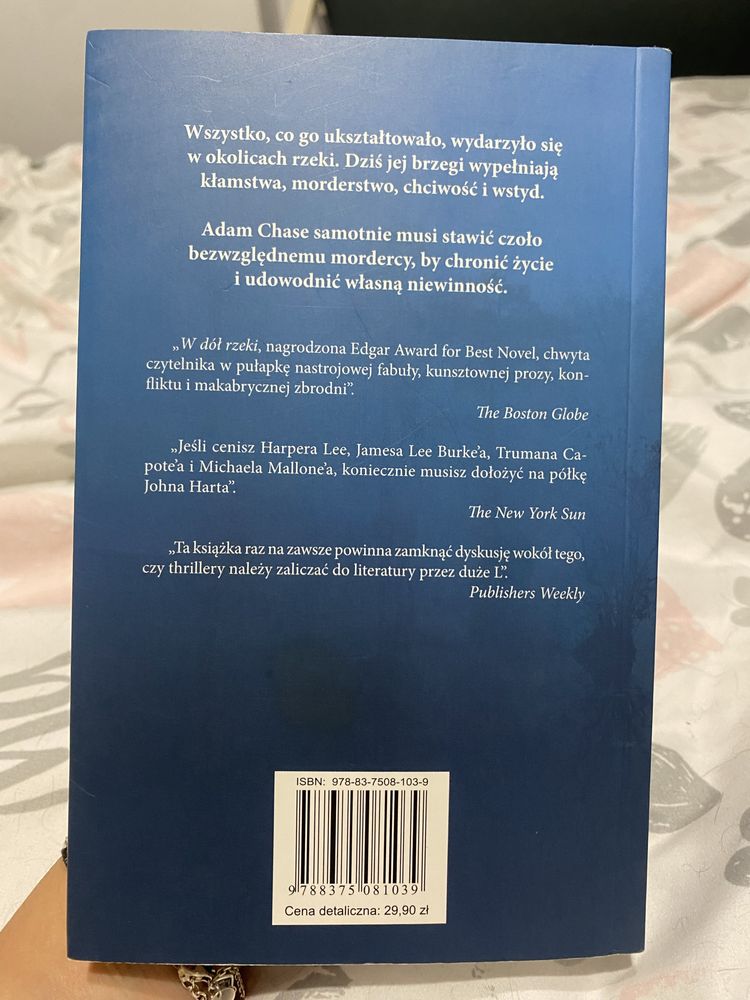 Wszystko, co go ukształtowało, wydarzyło się
w okolicach rzeki. Dziś jej brzegi wypełniają
kłamstwa, morderstwo, chciwość i wstyd.
Adam Chase samotnie musi stawić czoło
bezwzględnemu mordercy, by chronić życie
i udowodnić własną niewinność.
„W dół rzeki, nagrodzona Edgar Award for Best Novel, chwyta
czytelnika w pułapkę nastrojowej fabuły, kunsztownej prozy, kon-
fliktu i makabrycznej zbrodni”.
The Boston Globe
„Jeśli cenisz Harpera Lee, Jamesa Lee Burke’a, Trumana Ca-
pote’a i Michaela Mallone’a, koniecznie musisz dołożyć na półkę
Johna Harta”.
The New York Sun
„Ta książka raz na zawsze powinna zamknąć dyskusję wokół tego,
czy thrillery należy zaliczać do literatury przez duże L”.
Publishers Weekly
ISBN: 978-83-7508-103-9
9 788375 081039
Cena detaliczna: 29,90 zł